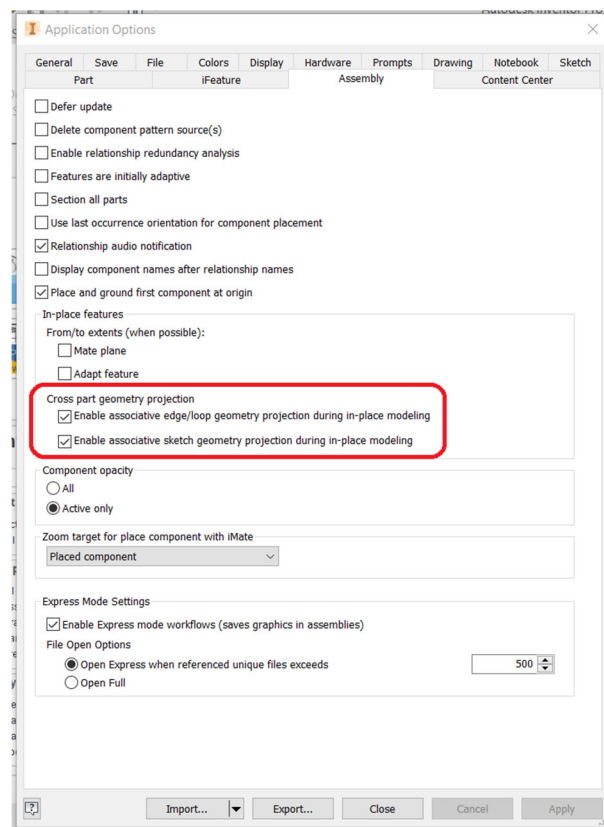 Application Options
General Save File Colors Display Hardware Prompts Drawing Notebook Sketch
Part iFeature Assembly Content Center
Defer update
Delete component pattern source(s)
Enable relationship redundancy analysis
Features are initially adaptive
Section all parts
Use last occurrence orientation for component placement
Relationship audio notification
Display component names after relationship names
Place and ground first component at origin
In-place features
From/to extents (when possible):
Mate plane
Adapt feature
Cross part geometry projection
Enable associative edge/loop geometry projection during in-place modeling
Enable associative sketch geometry projection during in-place modeling
Component opacity
All
Active only
Zoom target for place component with iMate
Placed component
Express Mode Settings
Enable Express mode workflows (saves graphics in assemblies)
File Open Options
Open Express when referenced unique files exceeds 500
Open Full
Import... Export... Close Cancel Apply